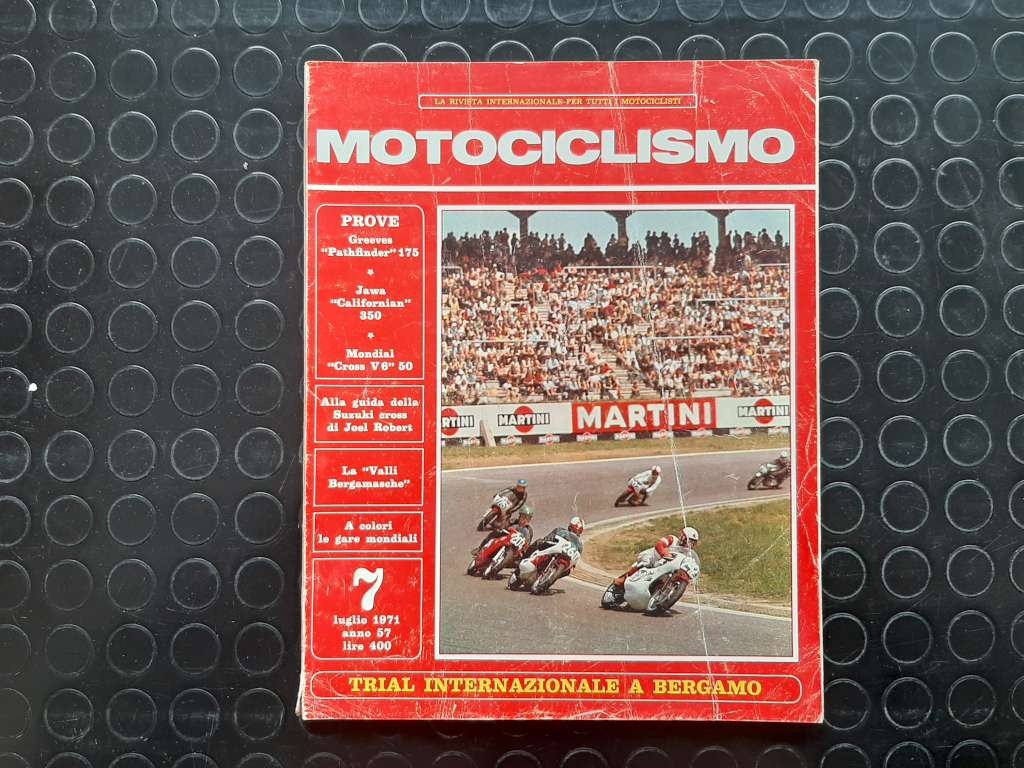 LA RIVISTA INTERNAZIONALE-PER TUTTI I MOTOCICLISTI
MOTOCICLISMO
PROVE
Greeves
"Pathfinder" 175
*
Jawa
"Californian"
350
*
Mondial
"Cross V6" 50
Alla guida della
Suzuki cross
di Joel Robert
La "Valli
Bergamasche"
A colori
le gare mondiali
7
luglio 1971
anno 57
lire 400
MARTINI MARTINI MARTINI
TRIAL INTERNAZIONALE A BERGAMO